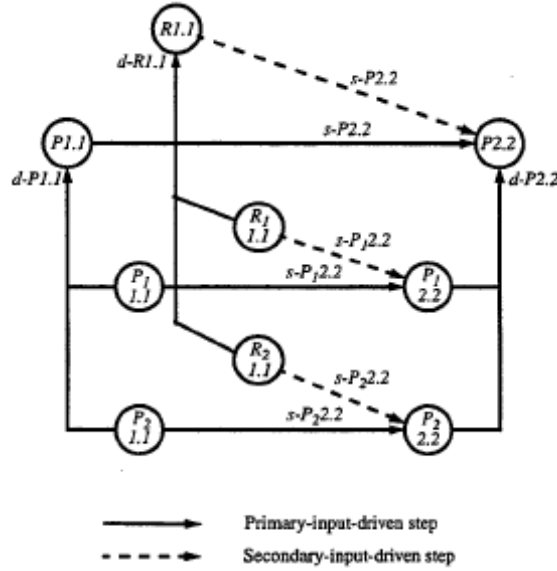 R1.1
d-R1.1
s-P2.2
P1.1
s-P2.2
P2.2
d-P1.1
d-P2.2
R1
1.1
s-P12.2
P1
1.1
s-P12.2
P1
2.2
R2
1.1
s-P22.2
P2
1.1
s-P22.2
P2
2.2
Primary-input-driven step
Secondary-input-driven step